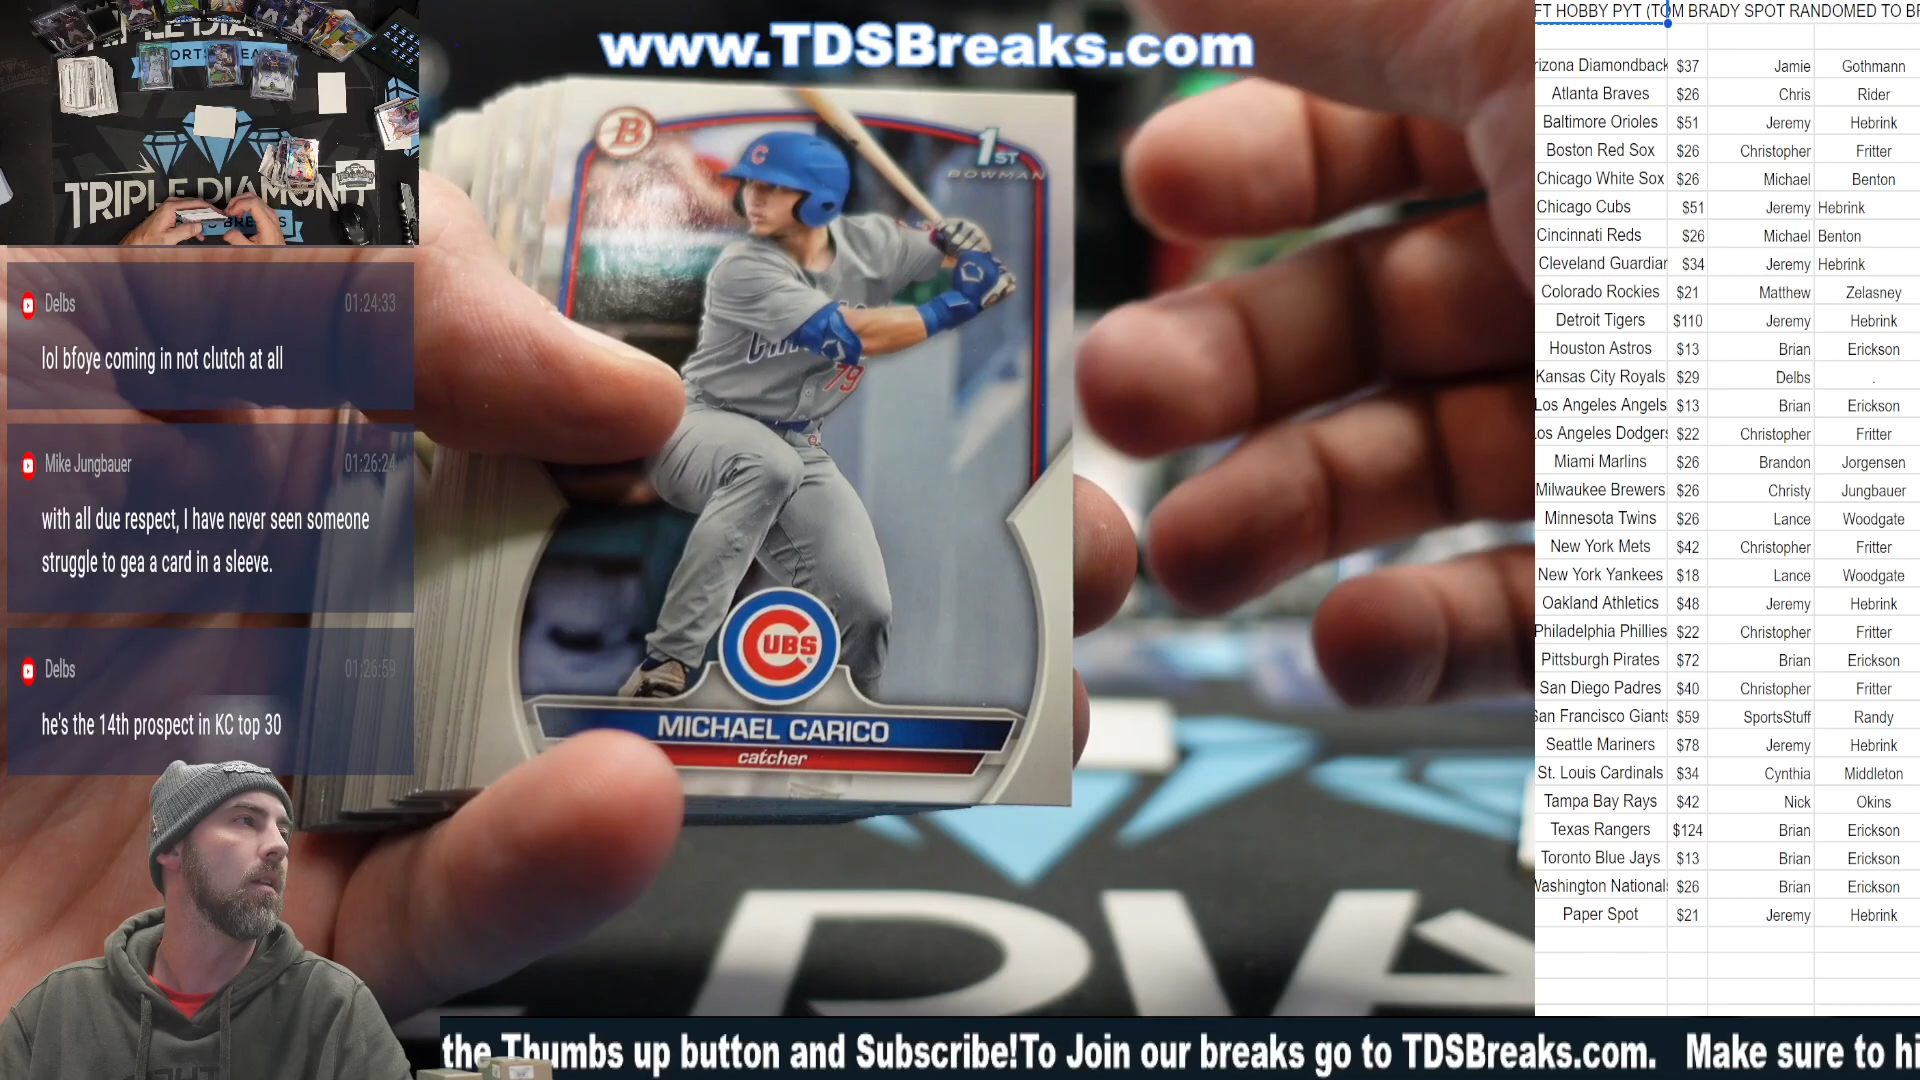 www.TDSBreaks.com
TRIPLE DIAMOND
B
1ST
BOWMAN
C
79
CUBS
MICHAEL CARICO
catcher
Delbs 01:24:33
lol bfoye coming in not clutch at all
Mike Jungbauer 01:26:24
with all due respect, I have never seen someone
struggle to gea a card in a sleeve.
Delbs 01:26:59
he's the 14th prospect in KC top 30
FT HOBBY PYT (TOM BRADY SPOT RANDOMED TO BR
rizona Diamondback $37 Jamie Gothmann
Atlanta Braves $26 Chris Rider
Baltimore Orioles $51 Jeremy Hebrink
Boston Red Sox $26 Christopher Fritter
Chicago White Sox $26 Michael Benton
Chicago Cubs $51 Jeremy Hebrink
Cincinnati Reds $26 Michael Benton
Cleveland Guardian $34 Jeremy Hebrink
Colorado Rockies $21 Matthew Zelasney
Detroit Tigers $110 Jeremy Hebrink
Houston Astros $13 Brian Erickson
Kansas City Royals $29 Delbs .
Los Angeles Angels $13 Brian Erickson
os Angeles Dodgers $22 Christopher Fritter
Miami Marlins $26 Brandon Jorgensen
Milwaukee Brewers $26 Christy Jungbauer
Minnesota Twins $26 Lance Woodgate
New York Mets $42 Christopher Fritter
New York Yankees $18 Lance Woodgate
Oakland Athletics $48 Jeremy Hebrink
Philadelphia Phillies $22 Christopher Fritter
Pittsburgh Pirates $72 Brian Erickson
San Diego Padres $40 Christopher Fritter
San Francisco Giants $59 SportsStuff Randy
Seattle Mariners $78 Jeremy Hebrink
St. Louis Cardinals $34 Cynthia Middleton
Tampa Bay Rays $42 Nick Okins
Texas Rangers $124 Brian Erickson
Toronto Blue Jays $13 Brian Erickson
Washington Nationals $26 Brian Erickson
Paper Spot $21 Jeremy Hebrink
the Thumbs up button and Subscribe!To Join our breaks go to TDSBreaks.com. Make sure to hi